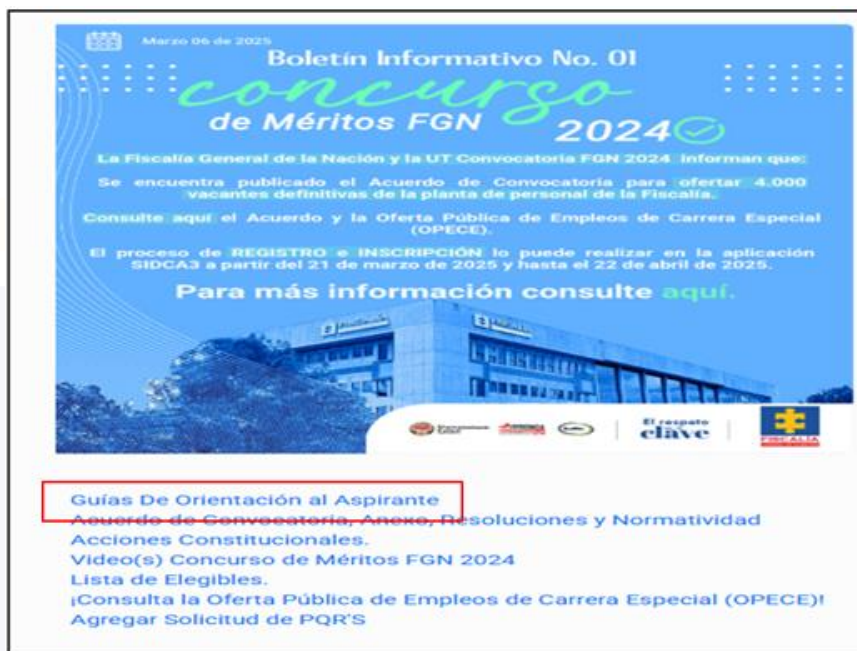 Marzo 06 de 2025
Boletín Informativo No. 01
concurso
de Méritos FGN
2024
La Fiscalía General de la Nación y la UT Convocatoria FGN 2024 informan que:
Se encuentra publicado el Acuerdo de Convocatoria para ofertar 4.000
vacantes definitivas de la planta de personal de la Fiscalía.
Consulte aquí el Acuerdo y la Oferta Pública de Empleos de Carrera Especial
(OPECE).
El proceso de REGISTRO e INSCRIPCIÓN lo puede realizar en la aplicación
SIDCA3 a partir del 21 de marzo de 2025 y hasta el 22 de abril de 2025.
Para más información consulte aquí.
El respeto
clave
FISCALÍA
Guías De Orientación al Aspirante
Acuerdo de Convocatoria, Anexo, Resoluciones y Normatividad
Acciones Constitucionales.
Video(s) Concurso de Méritos FGN 2024
Lista de Elegibles.
¡Consulta la Oferta Pública de Empleos de Carrera Especial (OPECE)!
Agregar Solicitud de PQR'S